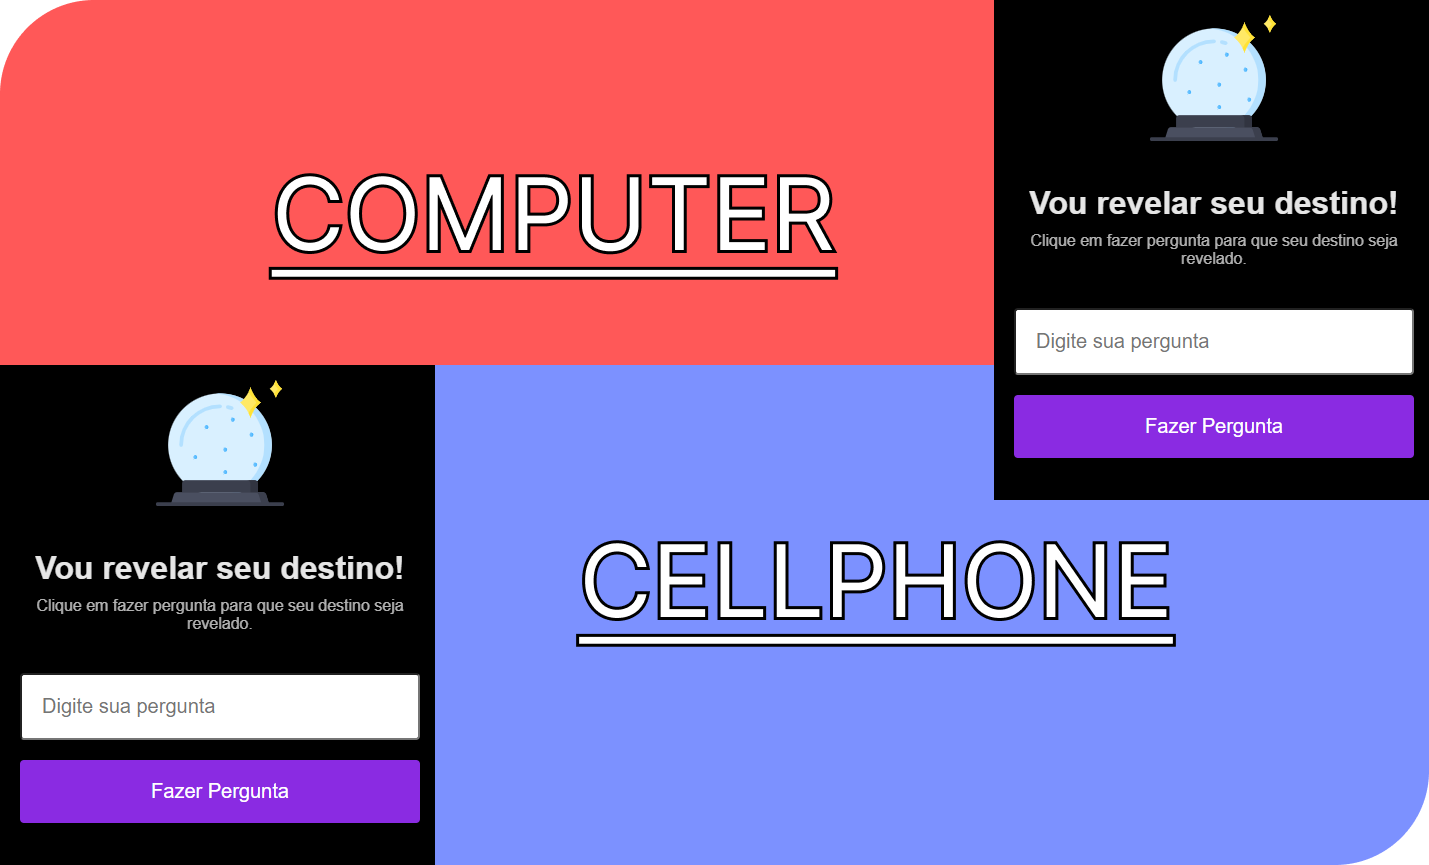 COMPUTER
Vou revelar seu destino!
Clique em fazer pergunta para que seu destino seja
revelado.
Digite sua pergunta
Fazer Pergunta
Vou revelar seu destino!
Clique em fazer pergunta para que seu destino seja
revelado.
Digite sua pergunta
Fazer Pergunta
CELLPHONE